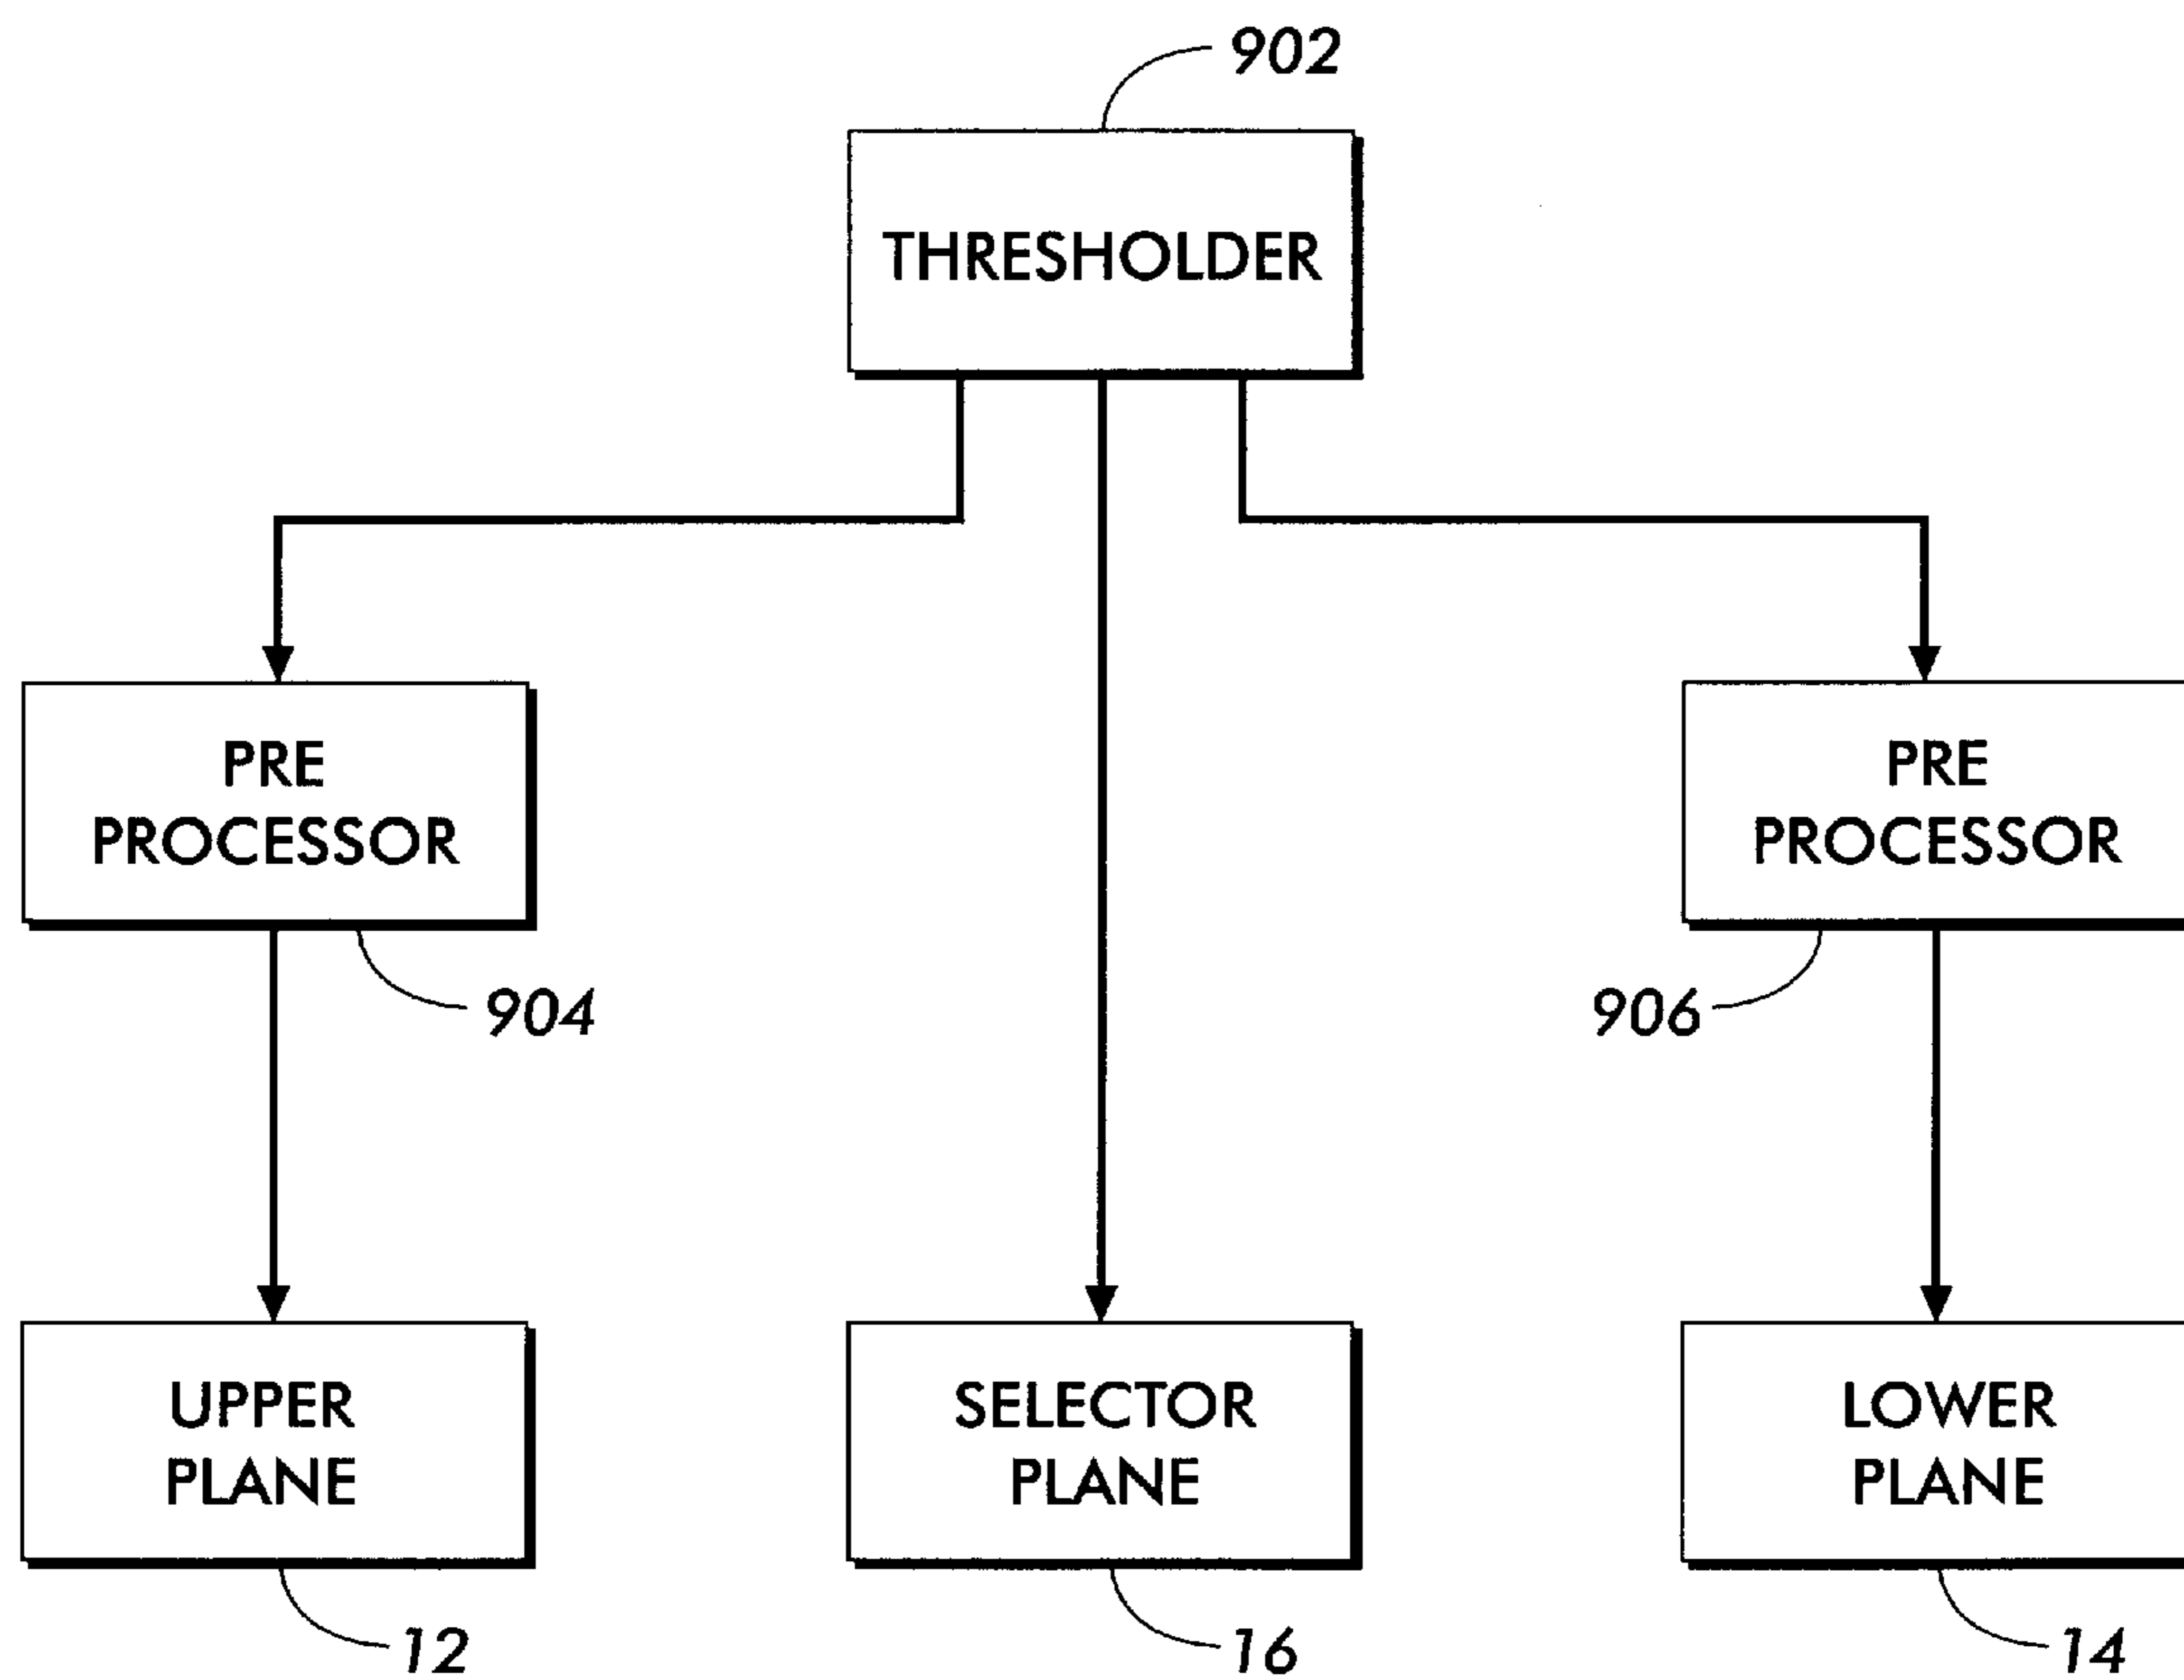 902
THRESHOLDER
PRE
PROCESSOR
904
PRE
PROCESSOR
906
UPPER
PLANE
12
SELECTOR
PLANE
16
LOWER
PLANE
14